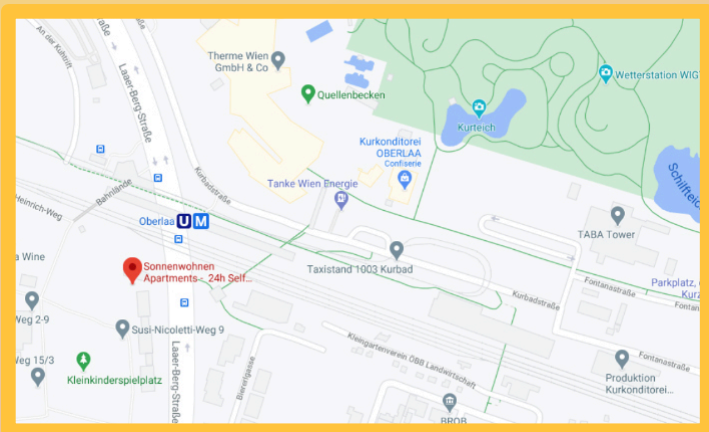 An der Kuhtrift
Laaer-Berg-Straße
Therme Wien
GmbH & Co
Quellenbecken
Wetterstation WIG
Kurteich
Kurkonditorei
OBERLAA
Confiserie
Kurbadstraße
Tanke Wien Energie
Schilfteic
Bahnlände
Heinrich-Weg
Oberlaa U M
TABA Tower
a Wine
Sonnenwohnen
Apartments - 24h Self...
Taxistand 1003 Kurbad
Fontanastraße
Parkplatz,
Kurz
Kurbadstraße
Fontan
Weg 2-9
Susi-Nicoletti-Weg 9
Kleingartenverein ÖBB Landwirtschaft
Weg 15/3
Kleinkinderspielplatz
Laaer-Berg-Straße
Bierleigasse
Fontanastraße
Produktion
Kurkonditorei...
BROB